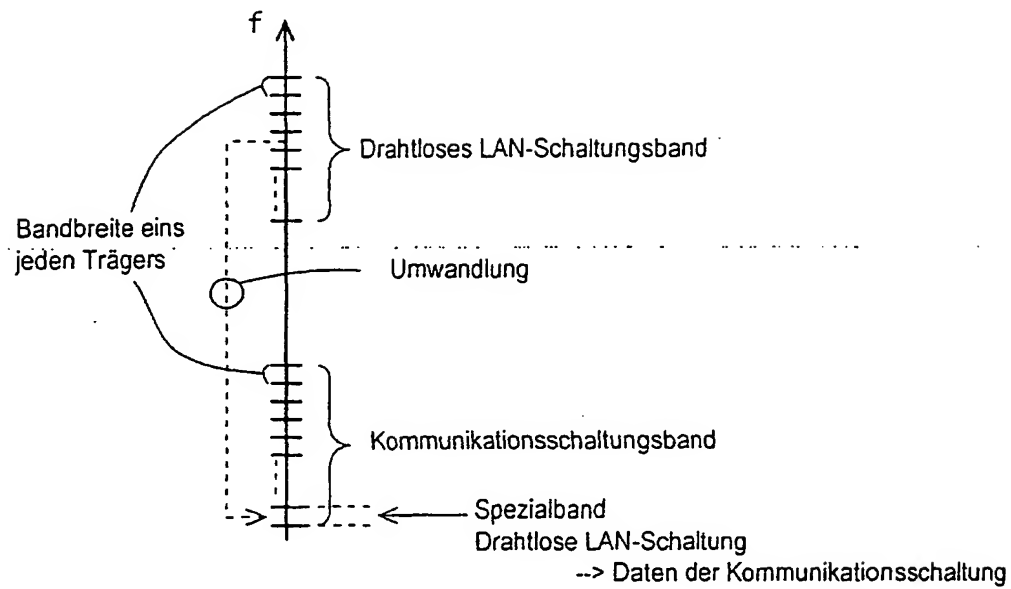 f
Drahtloses LAN-Schaltungsband
Bandbreite eins
jeden Trägers
Umwandlung
Kommunikationsschaltungsband
Spezialband
Drahtlose LAN-Schaltung
--> Daten der Kommunikationsschaltung